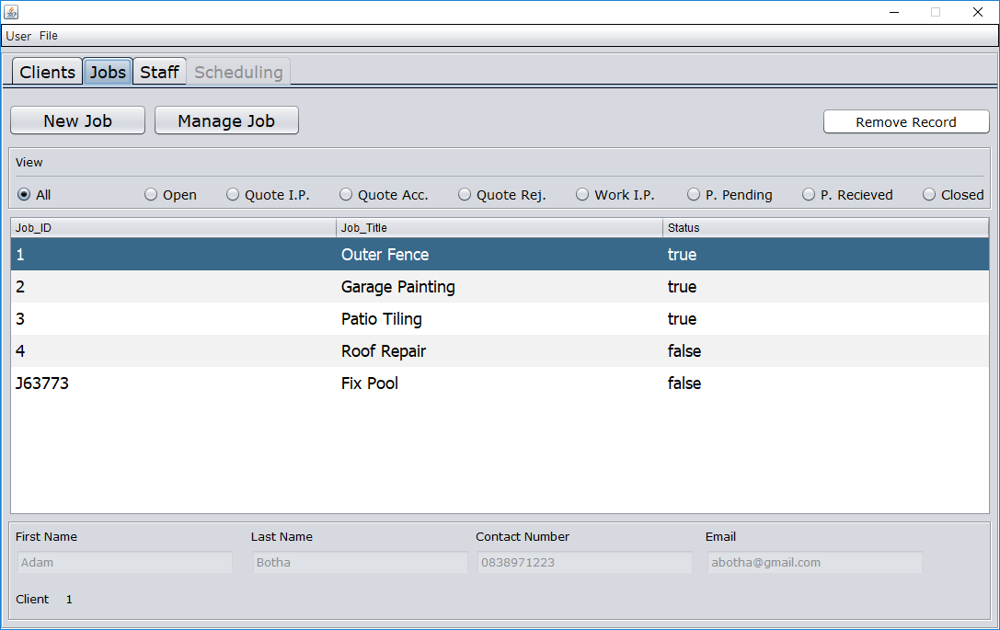 User File
Clients Jobs Staff Scheduling
New Job Manage Job Remove Record
View
All Open Quote I.P. Quote Acc. Quote Rej. Work I.P. P. Pending P. Recieved Closed
Job_ID Job_Title Status
1 Outer Fence true
2 Garage Painting true
3 Patio Tiling true
4 Roof Repair false
J63773 Fix Pool false
First Name Last Name Contact Number Email
Adam Botha 0838971223 abotha@gmail.com
Client 1